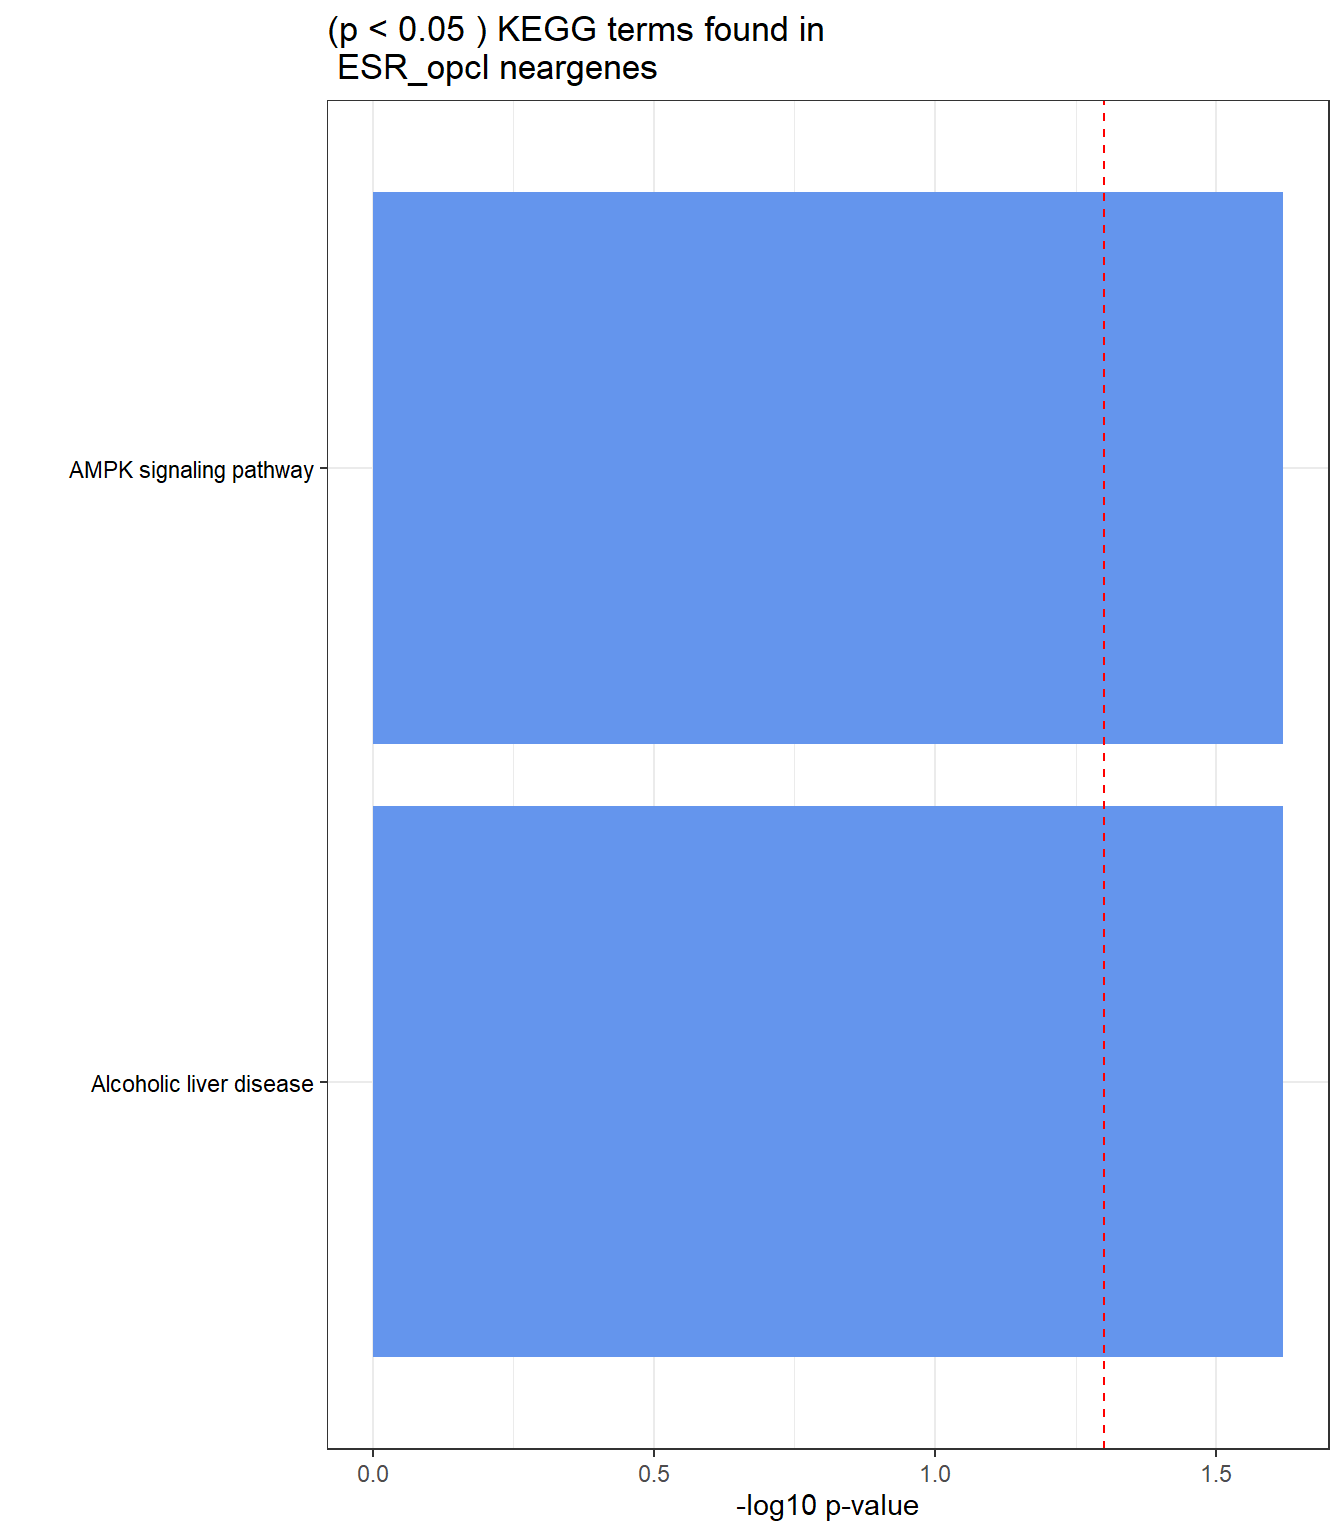 (p < 0.05 ) KEGG terms found in
ESR_opcl neargenes
AMPK signaling pathway
Alcoholic liver disease
0.0 0.5 1.0 1.5
-log10 p-value